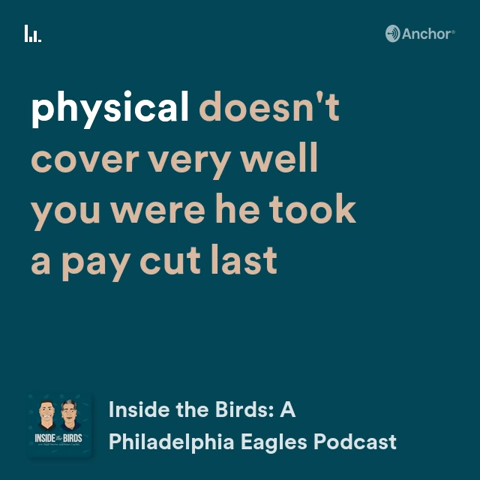 Anchor
physical doesn't
cover very well
you were he took
a pay cut last
INSIDE the BIRDS
Inside the Birds: A
Philadelphia Eagles Podcast